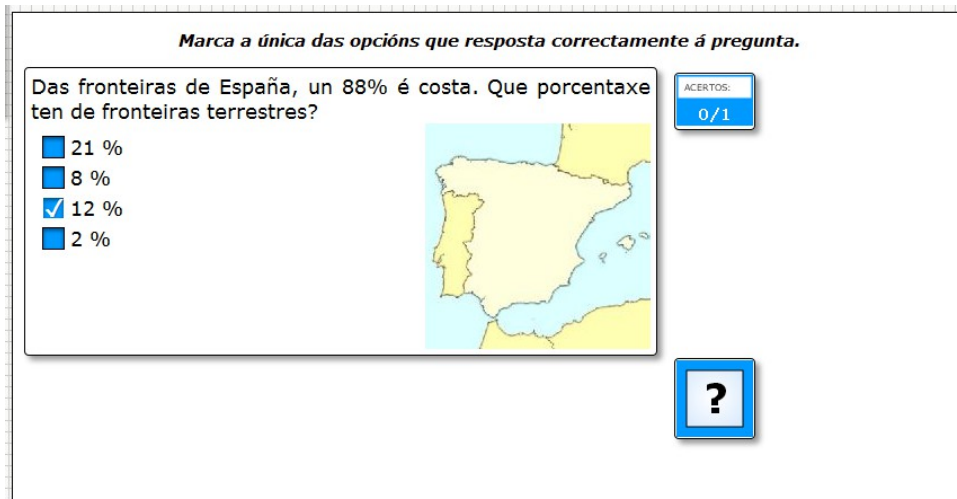 Marca a única das opcións que resposta correctamente á pregunta.
Das fronteiras de España, un 88% é costa. Que porcentaxe
ten de fronteiras terrestres?
21 %
8 %
12 %
2 %
ACERTOS:
0/1
?